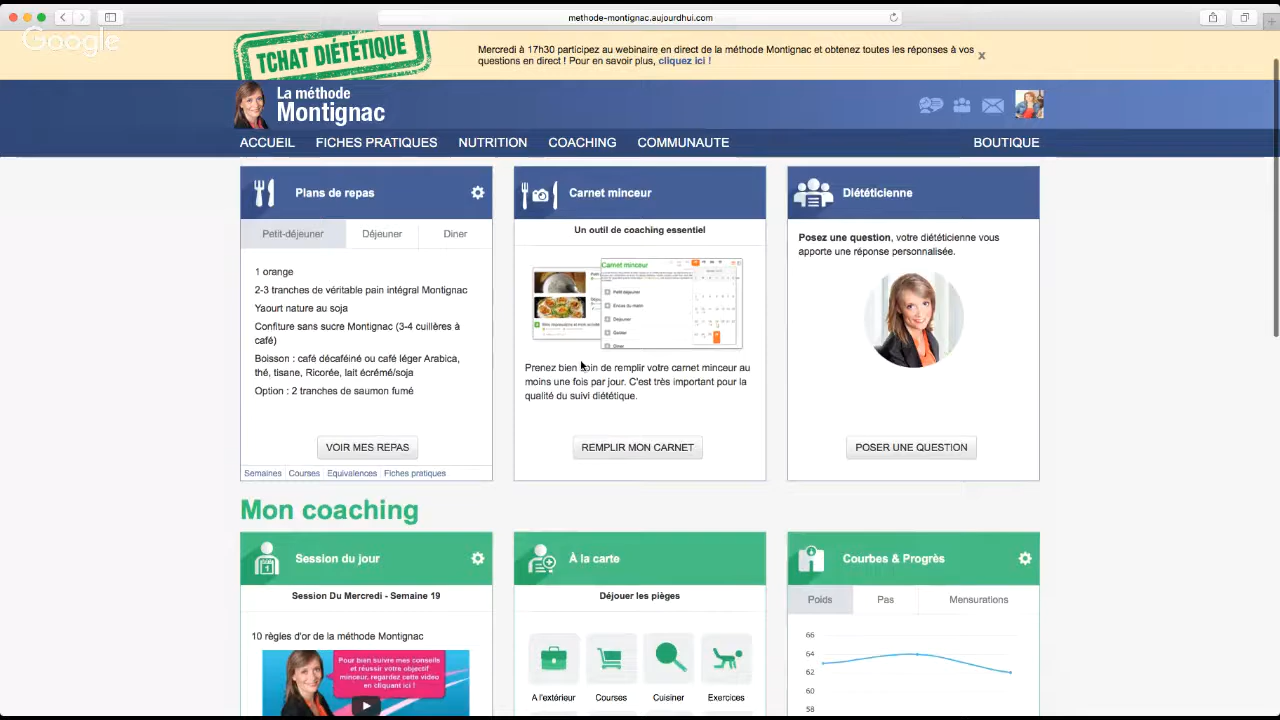 methode-montignac.aujourdhui.com
Google
TCHAT DIÉTÉTIQUE
Mercredi à 17h30 participez au webinaire en direct de la méthode Montignac et obtenez toutes les réponses à vos
questions en direct ! Pour en savoir plus, cliquez ici !
x
La méthode
Montignac
ACCUEIL FICHES PRATIQUES NUTRITION COACHING COMMUNAUTE BOUTIQUE
Plans de repas
Petit-déjeuner Déjeuner Diner
1 orange
2-3 tranches de véritable pain intégral Montignac
Yaourt nature au soja
Confiture sans sucre Montignac (3-4 cuillères à
café)
Boisson : café décaféiné ou café léger Arabica,
thé, tisane, Ricorée, lait écrémé/soja
Option : 2 tranches de saumon fumé
VOIR MES REPAS
Semaines Courses Equivalences Fiches pratiques
Carnet minceur
Un outil de coaching essentiel
Carnet minceur
Petit déjeuner
Encas du matin
Déjeuner
Goûter
Diner
Prenez bien soin de remplir votre carnet minceur au
moins une fois par jour. C'est très important pour la
qualité du suivi diététique.
REMPLIR MON CARNET
Diététicienne
Posez une question, votre diététicienne vous
apporte une réponse personnalisée.
POSER UNE QUESTION
Mon coaching
Session du jour
Session Du Mercredi - Semaine 19
10 règles d'or de la méthode Montignac
Pour bien suivre mes conseils
et réussir votre objectif
minceur, regardez cette video
en cliquant ici !
À la carte
Déjouer les pièges
A l'extérieur Courses Cuisiner Exercices
Courbes & Progrès
Poids Pas Mensurations
66
64
62
60
58